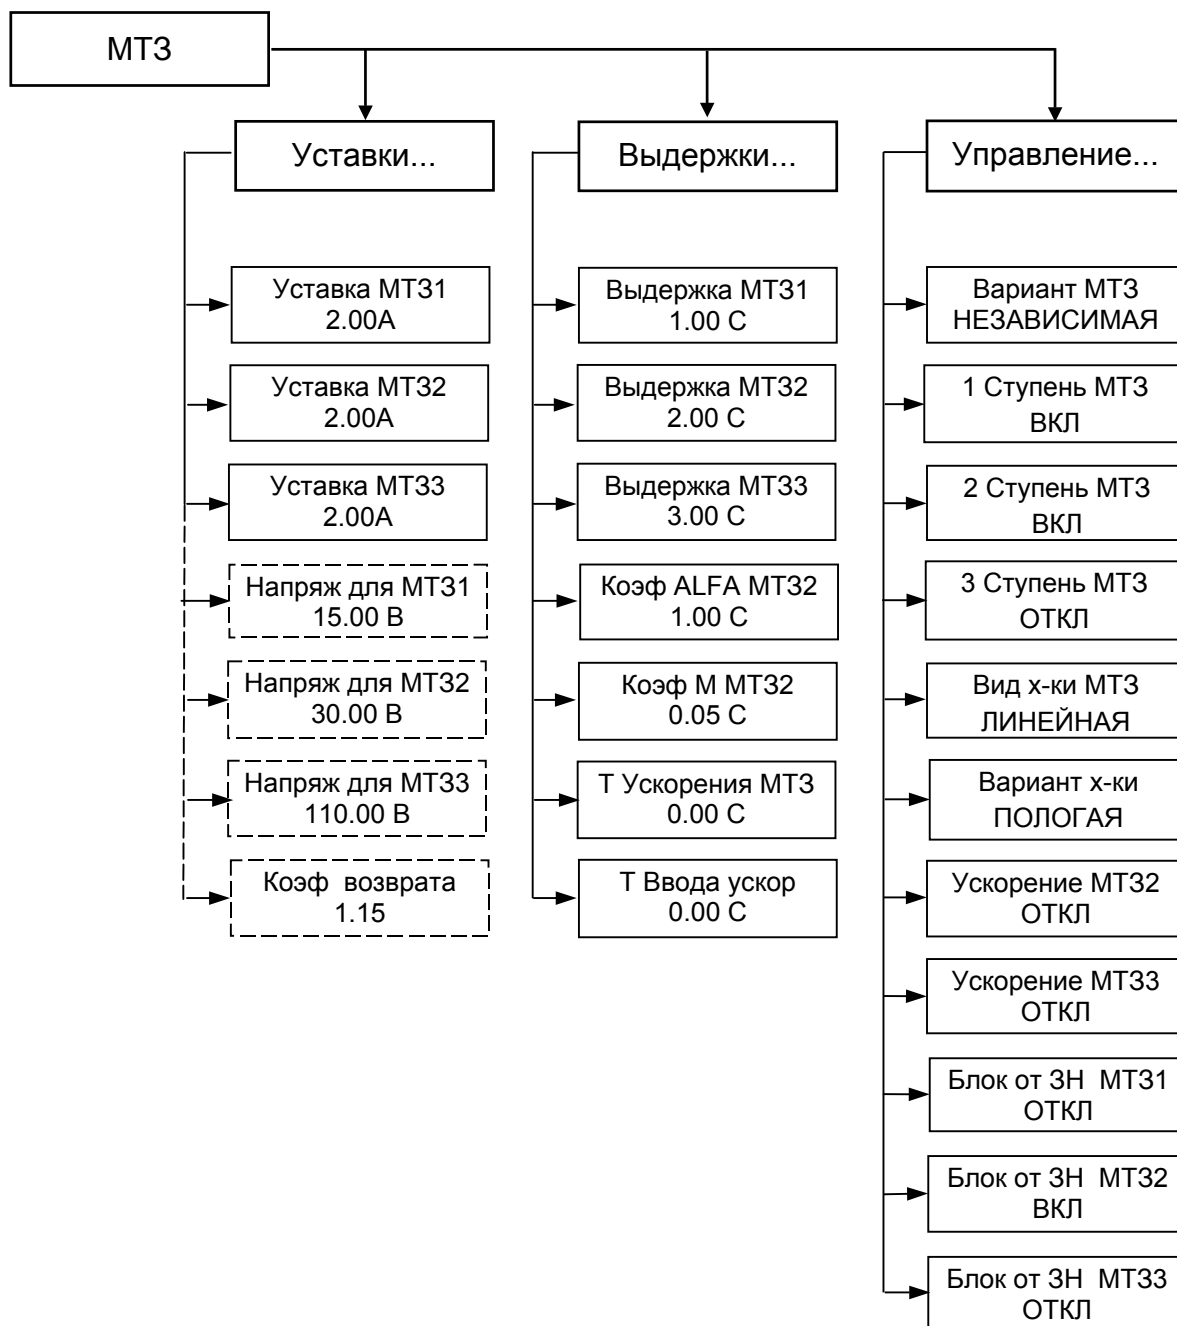 МТЗ
Уставки...
Уставка МТЗ1
2.00А
Уставка МТЗ2
2.00А
Уставка МТЗ3
2.00А
Напряж для МТЗ1
15.00 В
Напряж для МТЗ2
30.00 В
Напряж для МТЗ3
110.00 В
Коэф возврата
1.15
Выдержки...
Выдержка МТЗ1
1.00 С
Выдержка МТЗ2
2.00 С
Выдержка МТЗ3
3.00 С
Коэф ALFA МТЗ2
1.00 С
Коэф М МТЗ2
0.05 С
Т Ускорения МТЗ
0.00 С
Т Ввода ускор
0.00 С
Управление...
Вариант МТЗ
НЕЗАВИСИМАЯ
1 Ступень МТЗ
ВКЛ
2 Ступень МТЗ
ВКЛ
3 Ступень МТЗ
ОТКЛ
Вид х-ки МТЗ
ЛИНЕЙНАЯ
Вариант х-ки
ПОЛОГАЯ
Ускорение МТЗ2
ОТКЛ
Ускорение МТЗ3
ОТКЛ
Блок от ЗН МТЗ1
ОТКЛ
Блок от ЗН МТЗ2
ВКЛ
Блок от ЗН МТЗ3
ОТКЛ